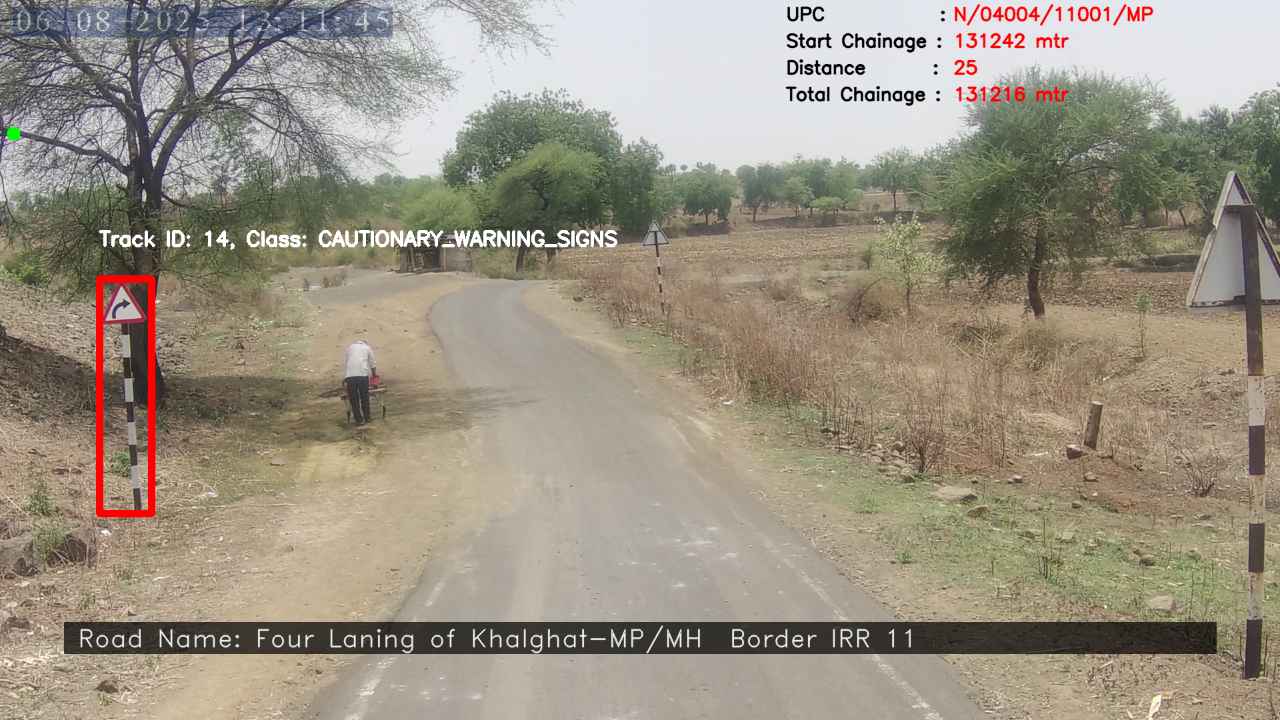 06-08-2025 13:11:45
UPC : N/04004/11001/MP
Start Chainage : 131242 mtr
Distance : 25
Total Chainage : 131216 mtr
Track ID: 14, Class: CAUTIONARY_WARNING_SIGNS
Road Name: Four Laning of Khalghat-MP/MH Border IRR 11